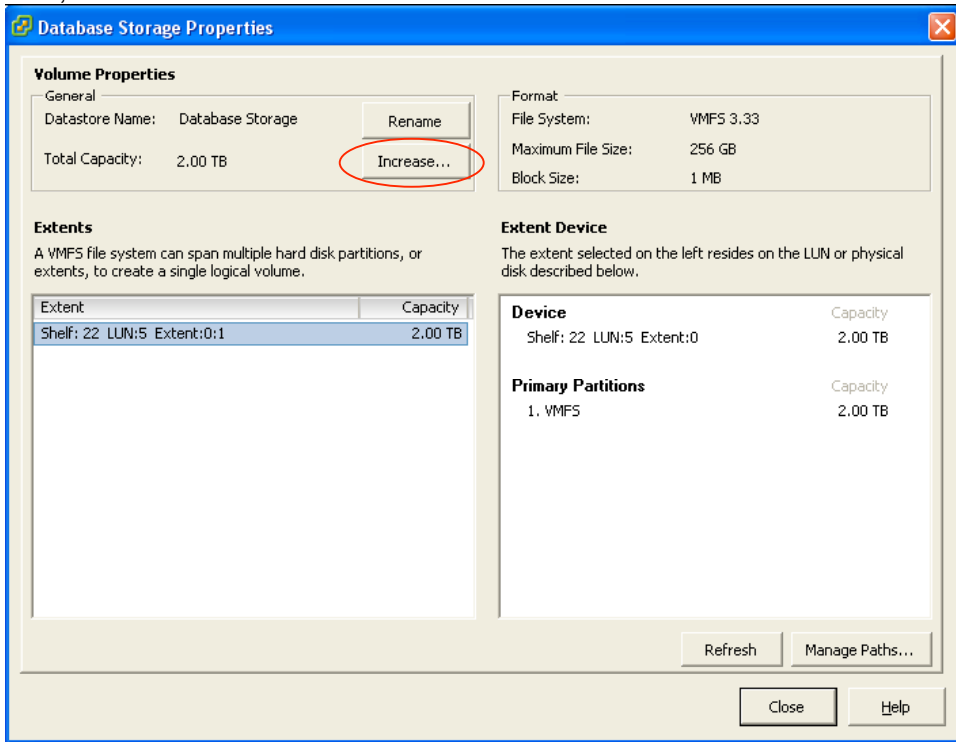 Database Storage Properties
Volume Properties
General
Datastore Name: Database Storage
Rename
Total Capacity: 2.00 TB
Increase...
Format
File System: VMFS 3.33
Maximum File Size: 256 GB
Block Size: 1 MB
Extents
A VMFS file system can span multiple hard disk partitions, or
extents, to create a single logical volume.
Extent Capacity
Shelf: 22 LUN:5 Extent:0:1 2.00 TB
Extent Device
The extent selected on the left resides on the LUN or physical
disk described below.
Device Capacity
Shelf: 22 LUN:5 Extent:0 2.00 TB
Primary Partitions Capacity
1. VMFS 2.00 TB
Refresh
Manage Paths...
Close
Help